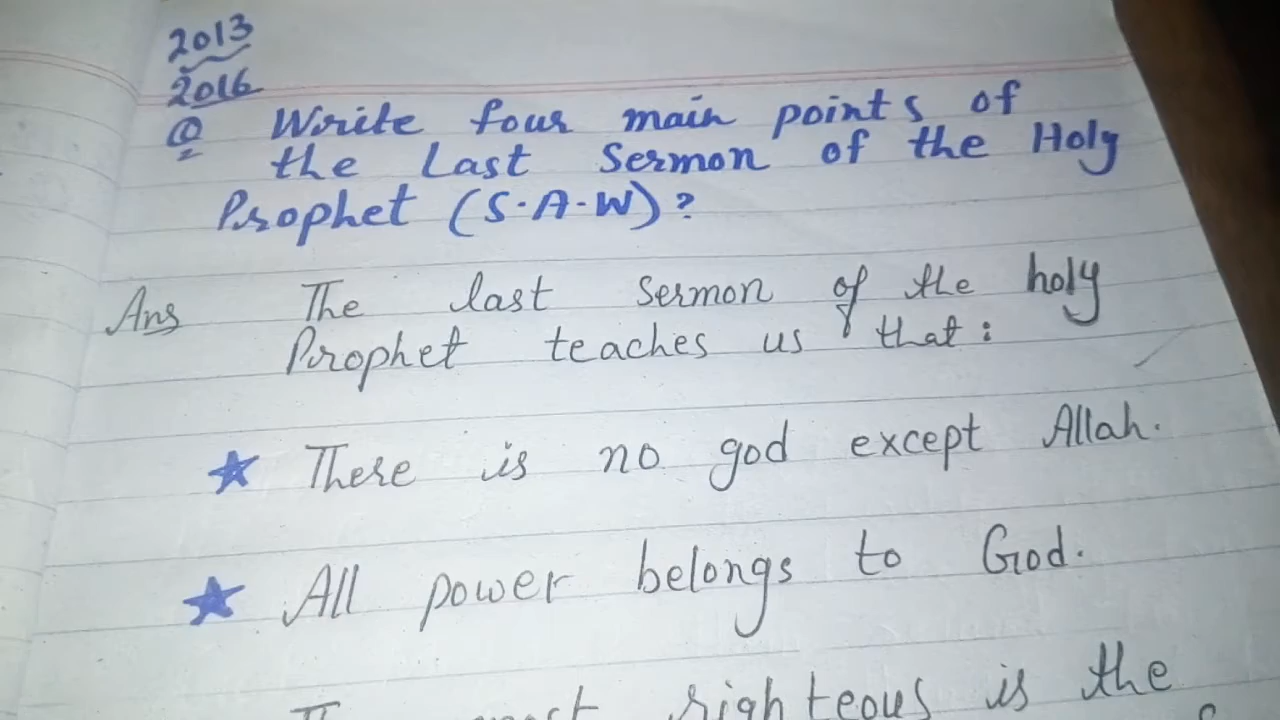 2013
2016
Q Write four main points of
the Last Sermon of the Holy
Prophet (S.A.W)?
Ans The last sermon of the holy
Prophet teaches us that:
There is no god except Allah.
All power belongs to God.
most righteous is the